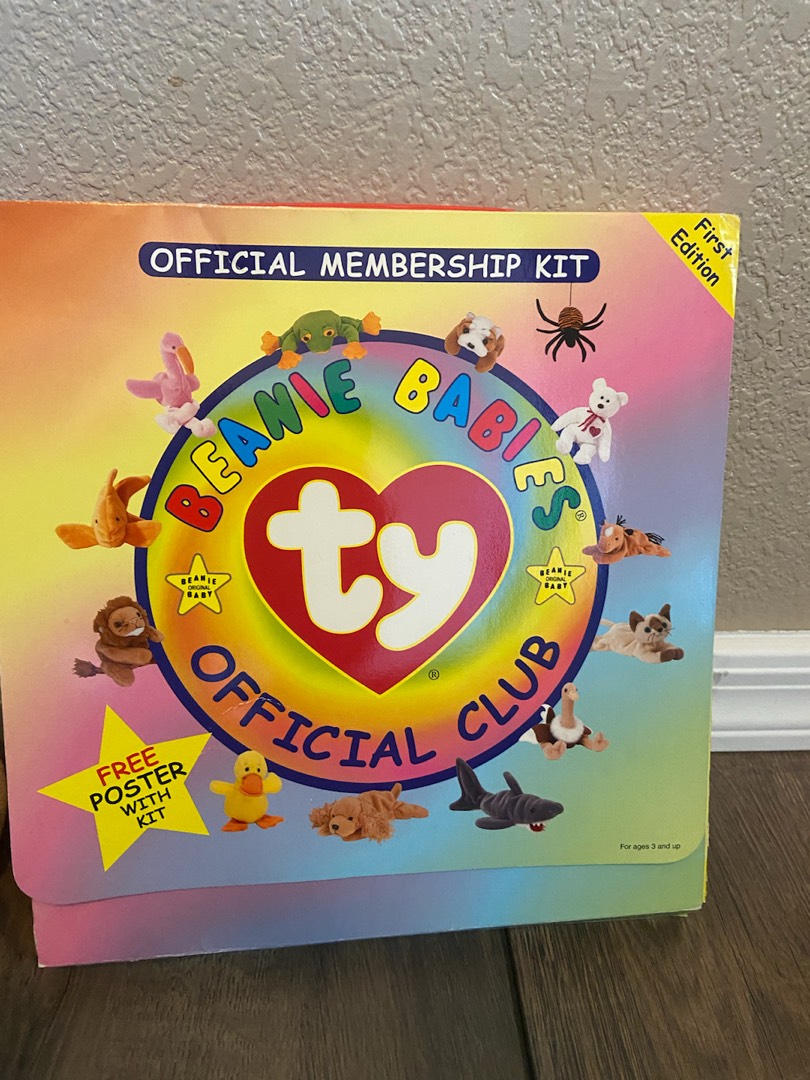 OFFICIAL MEMBERSHIP KIT
First
Edition
BEANIE BABIES®
ty®
BEANIE
ORIGINAL
BABY
BEANIE
ORIGINAL
BABY
OFFICIAL CLUB
FREE
POSTER
WITH
KIT
For ages 3 and up